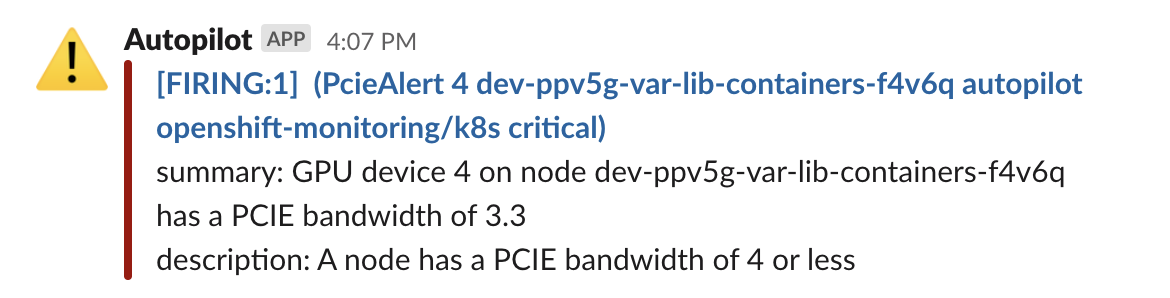 Autopilot APP 4:07 PM
[FIRING:1] (PcieAlert 4 dev-ppv5g-var-lib-containers-f4v6q autopilot
openshift-monitoring/k8s critical)
summary: GPU device 4 on node dev-ppv5g-var-lib-containers-f4v6q
has a PCIE bandwidth of 3.3
description: A node has a PCIE bandwidth of 4 or less